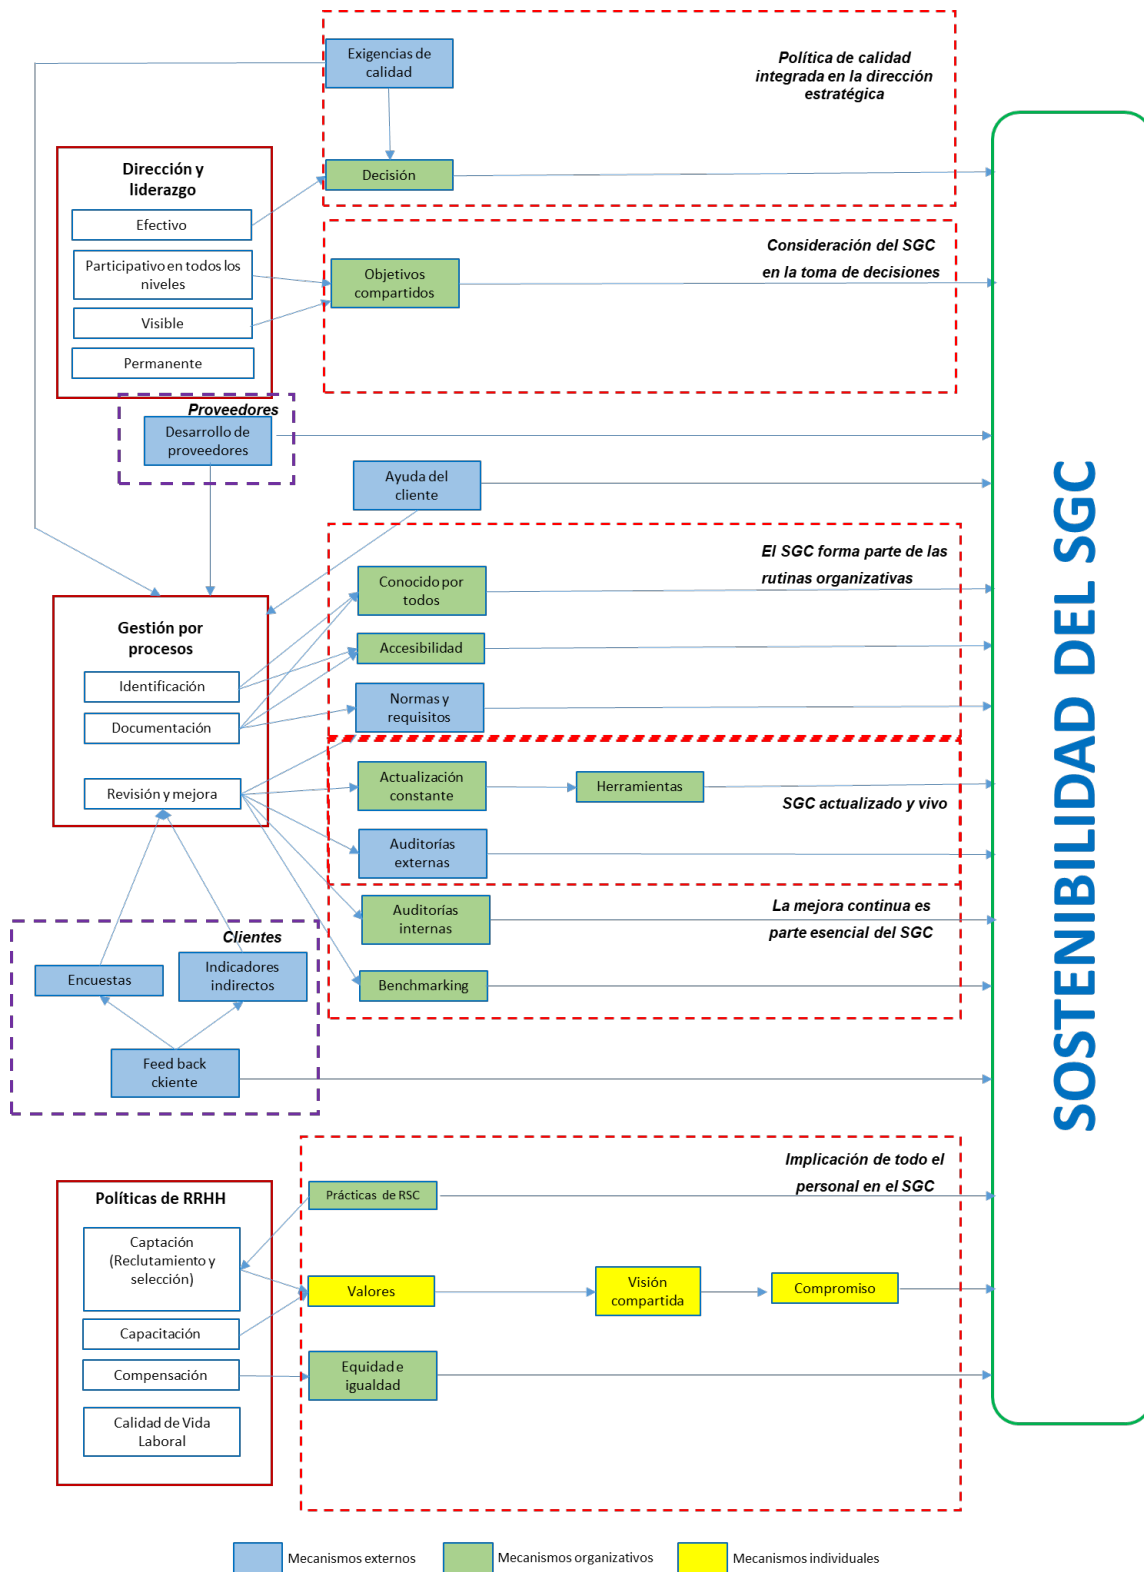 Exigencias de
calidad
Política de calidad
integrada en la dirección
estratégica
Decisión
Dirección y
liderazgo
Efectivo
Participativo en todos los
niveles
Visible
Permanente
Objetivos
compartidos
Consideración del SGC
en la toma de decisiones
Proveedores
Desarrollo de
proveedores
Ayuda del
cliente
El SGC forma parte de las
rutinas organizativas
Conocido por
todos
Accesibilidad
Normas y
requisitos
Gestión por
procesos
Identificación
Documentación
Revisión y mejora
Actualización
constante
Herramientas
SGC actualizado y vivo
Auditorías
externas
Auditorías
internas
La mejora continua es
parte esencial del SGC
Benchmarking
Clientes
Encuestas
Indicadores
indirectos
Feed back
ckiente
Implicación de todo el
personal en el SGC
Políticas de RRHH
Captación
(Reclutamiento y
selección)
Capacitación
Compensación
Calidad de Vida
Laboral
Prácticas de RSC
Valores
Visión
compartida
Compromiso
Equidad e
igualdad
SOSTENIBILIDAD DEL SGC
Mecanismos externos
Mecanismos organizativos
Mecanismos individuales